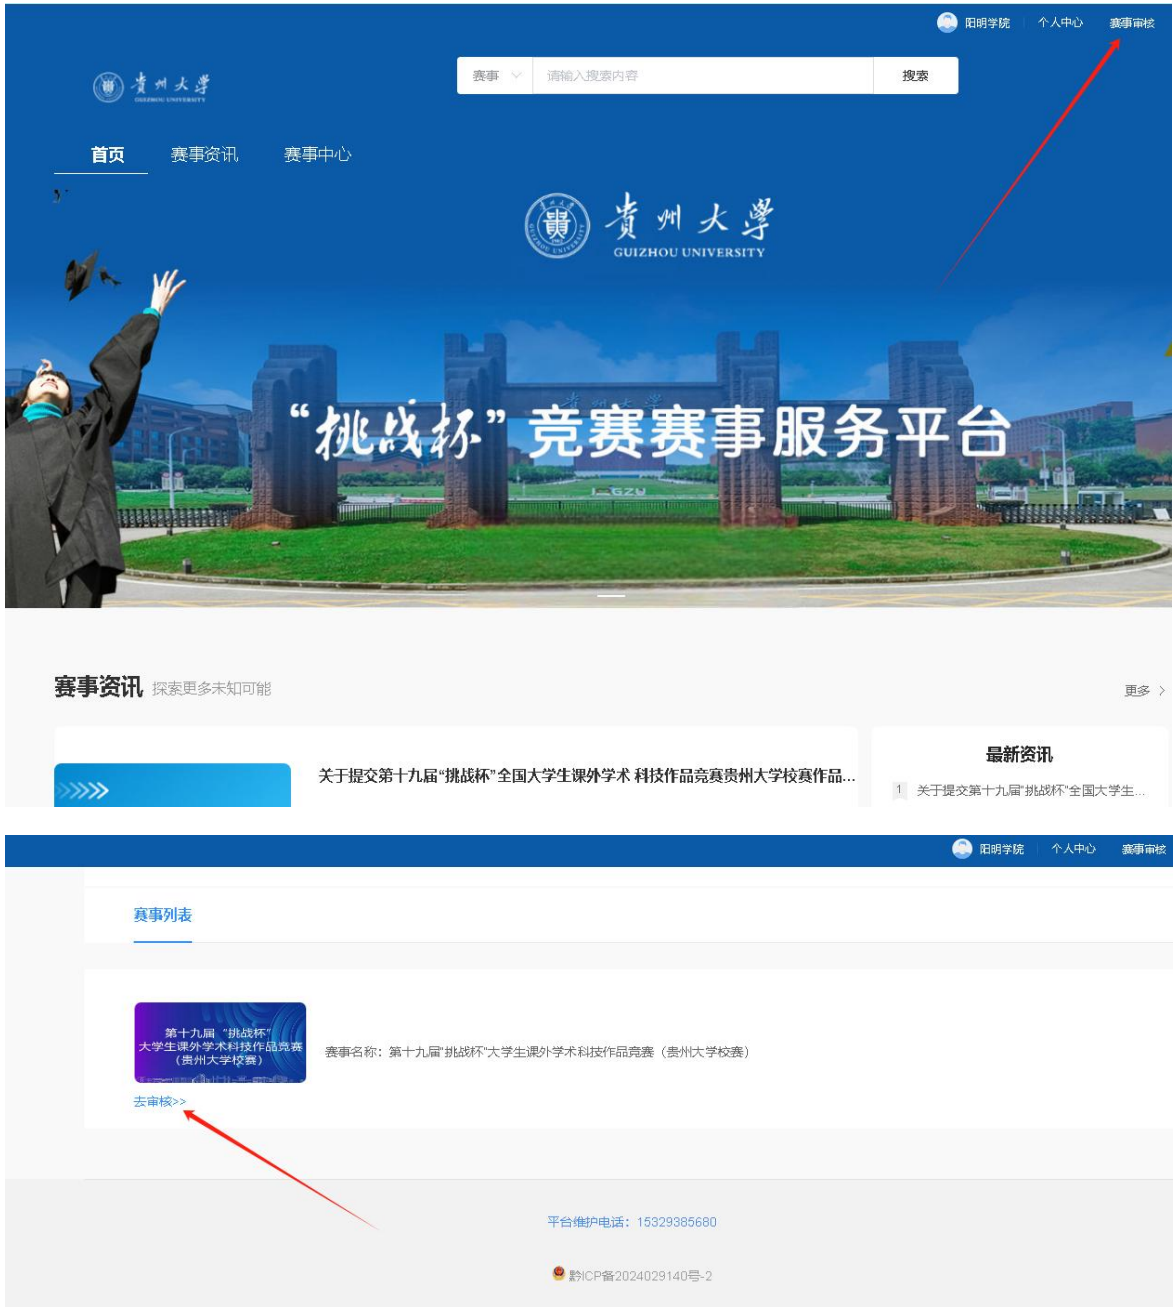 阳明学院 个人中心 赛事审核
贵州大学
GUIZHOU UNIVERSITY
赛事 请输入搜索内容 搜索
首页 赛事资讯 赛事中心
贵州大学
GUIZHOU UNIVERSITY
“挑战杯”竞赛赛事服务平台
GZU
赛事资讯 探索更多未知可能
更多 >
关于提交第十九届“挑战杯”全国大学生课外学术 科技作品竞赛贵州大学校赛作品...
最新资讯
1 关于提交第十九届“挑战杯”全国大学生...
阳明学院 个人中心 赛事审核
赛事列表
第十九届“挑战杯”
大学生课外学术科技作品竞赛
（贵州大学校赛）
赛事名称：第十九届“挑战杯”大学生课外学术科技作品竞赛（贵州大学校赛）
去审核>>
平台维护电话：15329385680
黔ICP备2024029140号-2